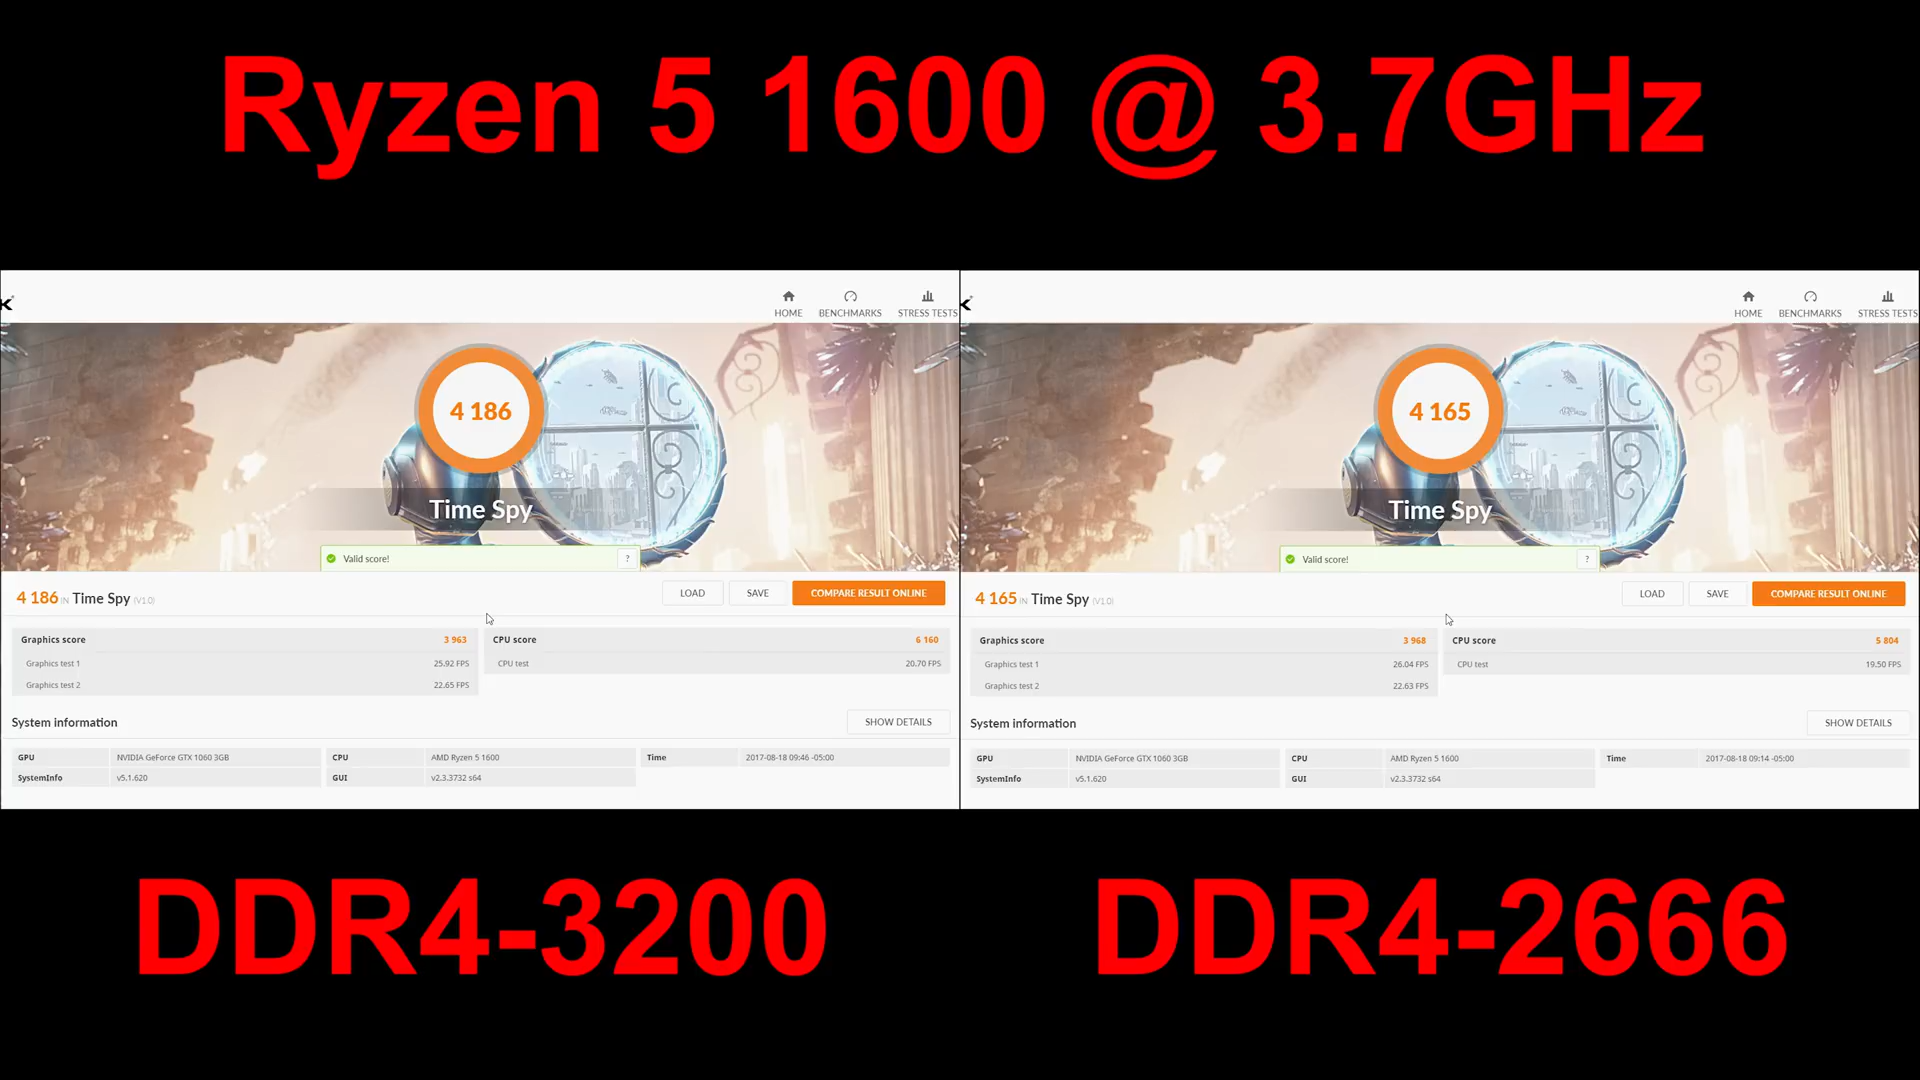 Ryzen 5 1600 @ 3.7GHz
K
HOME
BENCHMARKS
STRESS TESTS
4 186
Time Spy
Valid score!
?
4 186 IN Time Spy (V1.0)
LOAD
SAVE
COMPARE RESULT ONLINE
Graphics score 3 963
Graphics test 1 25.92 FPS
Graphics test 2 22.65 FPS
CPU score 6 160
CPU test 20.70 FPS
System information
SHOW DETAILS
GPU NVIDIA GeForce GTX 1060 3GB
SystemInfo v5.1.620
CPU AMD Ryzen 5 1600
GUI v2.3.3732 s64
Time 2017-08-18 09:46 -05:00
K
HOME
BENCHMARKS
STRESS TESTS
4 165
Time Spy
Valid score!
?
4 165 IN Time Spy (V1.0)
LOAD
SAVE
COMPARE RESULT ONLINE
Graphics score 3 968
Graphics test 1 26.04 FPS
Graphics test 2 22.63 FPS
CPU score 5 804
CPU test 19.50 FPS
System information
SHOW DETAILS
GPU NVIDIA GeForce GTX 1060 3GB
SystemInfo v5.1.620
CPU AMD Ryzen 5 1600
GUI v2.3.3732 s64
Time 2017-08-18 09:14 -05:00
DDR4-3200
DDR4-2666